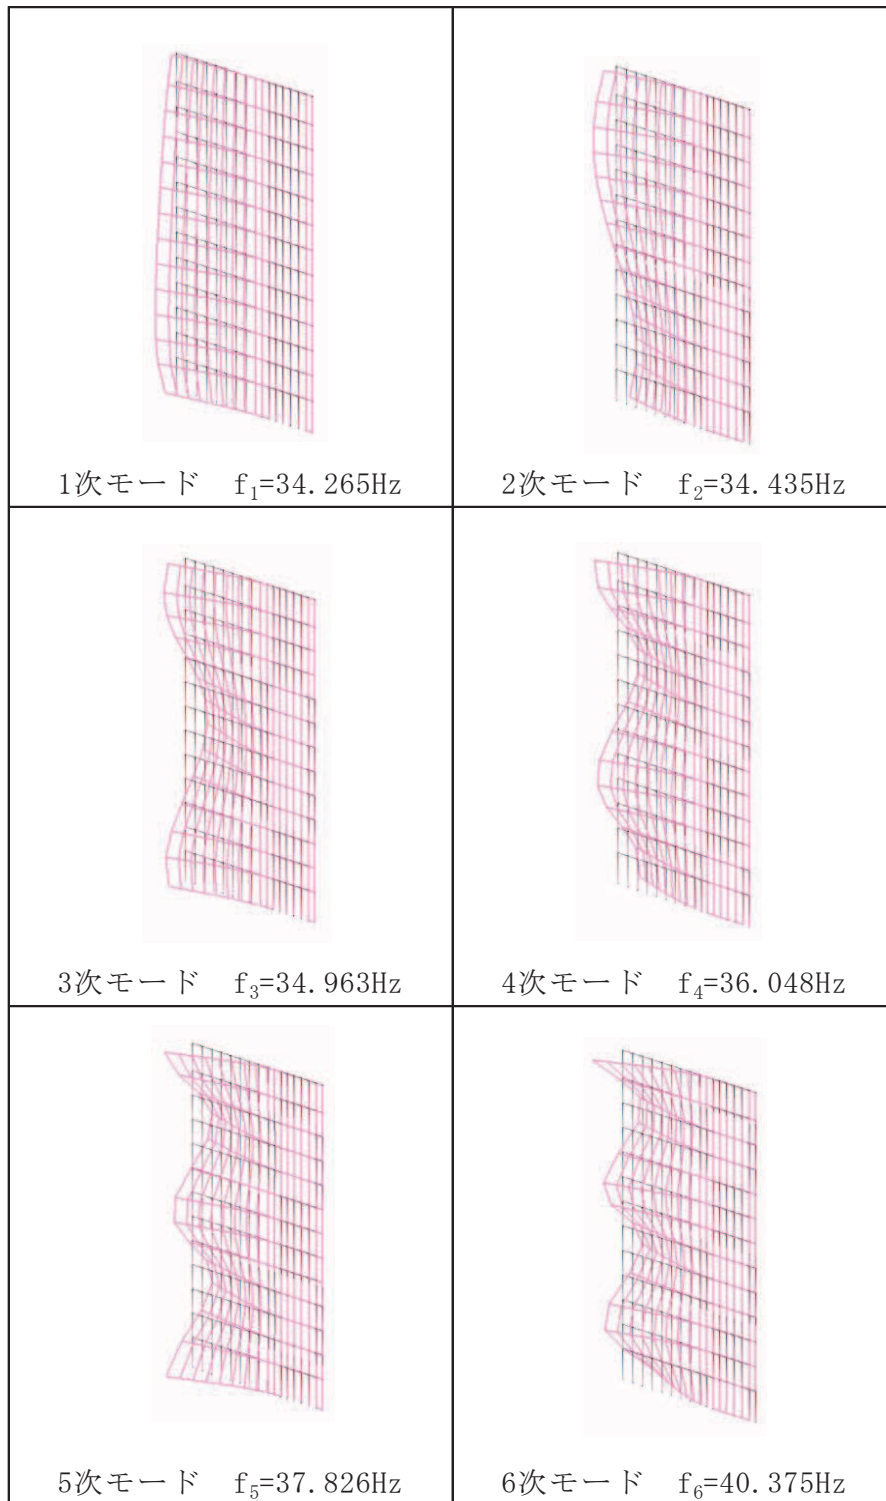 1次モード f₁=34.265Hz
2次モード f₂=34.435Hz
3次モード f₃=34.963Hz
4次モード f₄=36.048Hz
5次モード f₅=37.826Hz
6次モード f₆=40.375Hz